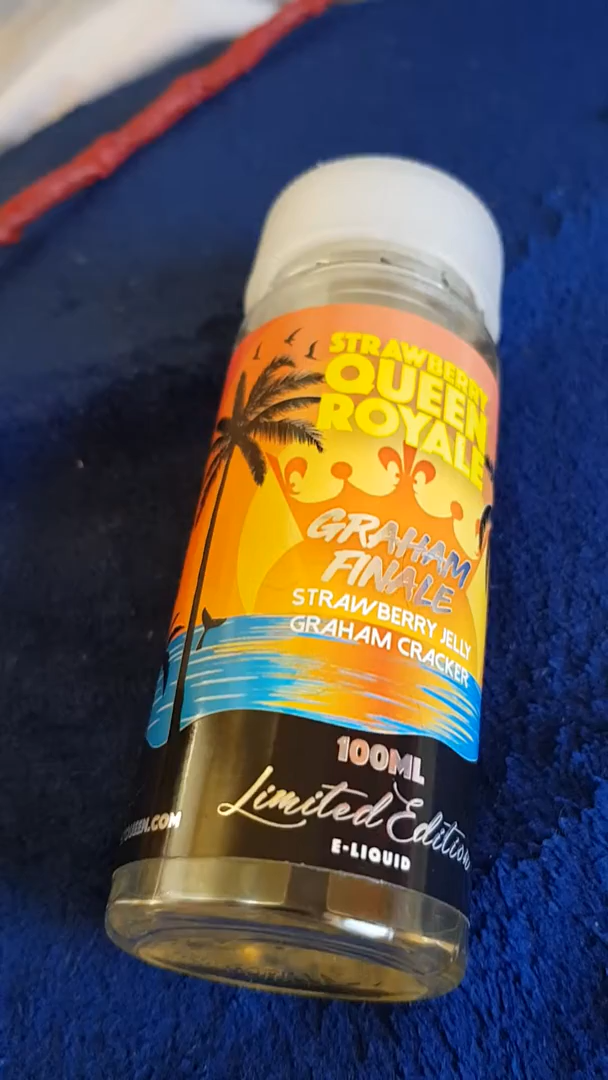 STRAWBERRY
QUEEN
ROYALE
GRAHAM
FINALE
STRAWBERRY JELLY
GRAHAM CRACKER
100ML
Limited Edition
E-LIQUID